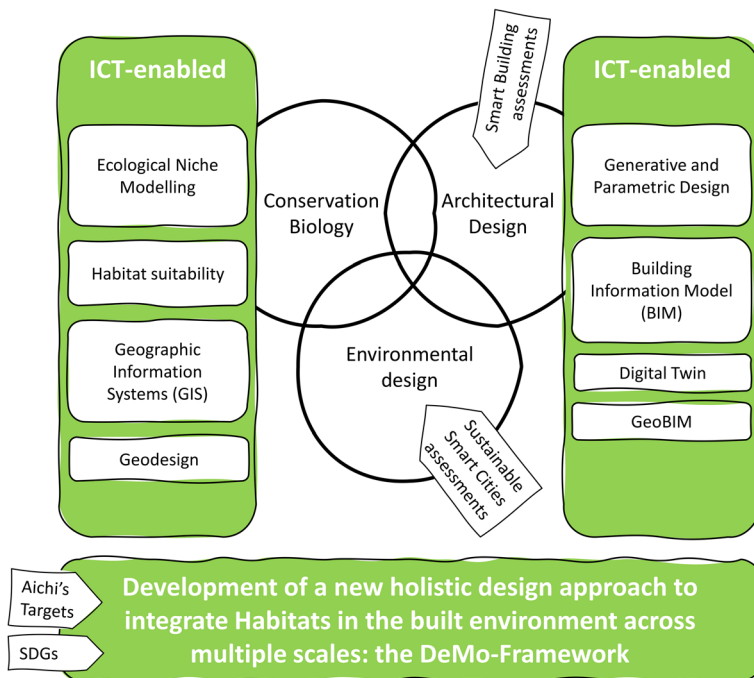 ICT-enabled
Ecological Niche
Modelling
Habitat suitability
Geographic
Information
Systems (GIS)
Geodesign
Conservation
Biology
Architectural
Design
Environmental
design
Smart Building
assessments
Sustainable
Smart Cities
assessments
ICT-enabled
Generative and
Parametric Design
Building
Information Model
(BIM)
Digital Twin
GeoBIM
Aichi's
Targets
SDGs
Development of a new holistic design approach to
integrate Habitats in the built environment across
multiple scales: the DeMo-Framework